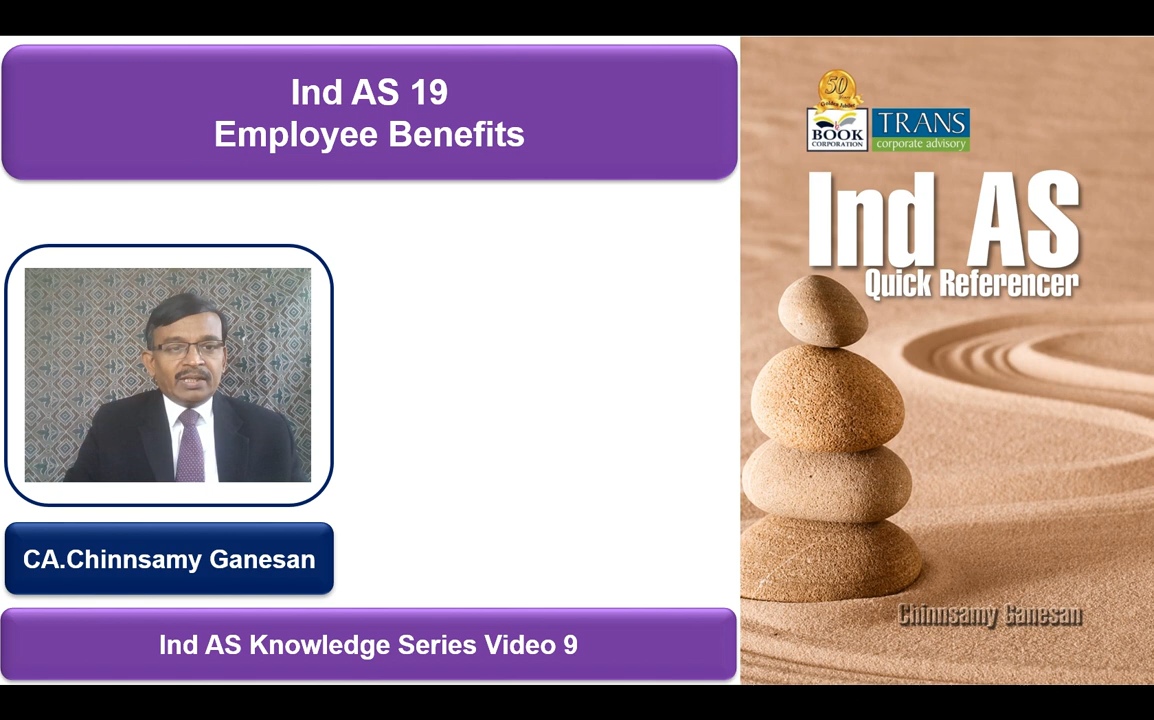 Ind AS 19
Employee Benefits
CA.Chinnsamy Ganesan
Ind AS Knowledge Series Video 9
50
BOOK
CORPORATION
TRANS
corporate advisory
Ind AS
Quick Referencer
Chinnsamy Ganesan